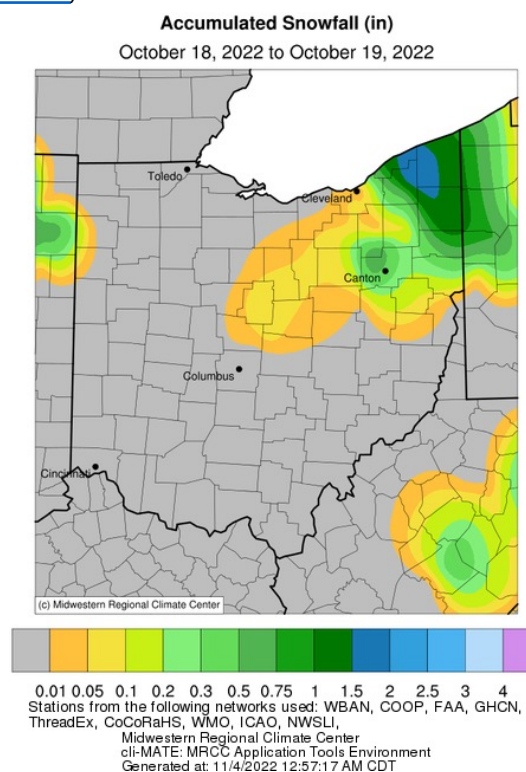 Accumulated Snowfall (in)
October 18, 2022 to October 19, 2022
Toledo
Cleveland
Canton
Columbus
Cincinnati
(c) Midwestern Regional Climate Center
0.01 0.05 0.1 0.2 0.3 0.5 0.75 1 1.5 2 2.5 3 4
Stations from the following networks used: WBAN, COOP, FAA, GHCN,
ThreadEx, CoCoRaHS, WMO, ICAO, NWSLI,
Midwestern Regional Climate Center
cli-MATE: MRCC Application Tools Environment
Generated at: 11/4/2022 12:57:17 AM CDT